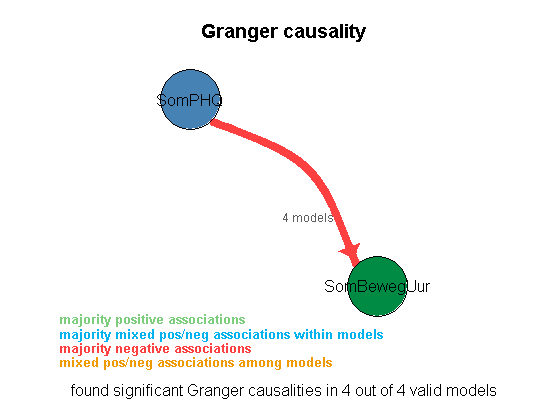 Granger causality
SomPHQ
4 models
SomBewegUur
majority positive associations
majority mixed pos/neg associations within models
majority negative associations
mixed pos/neg associations among models
found significant Granger causalities in 4 out of 4 valid models